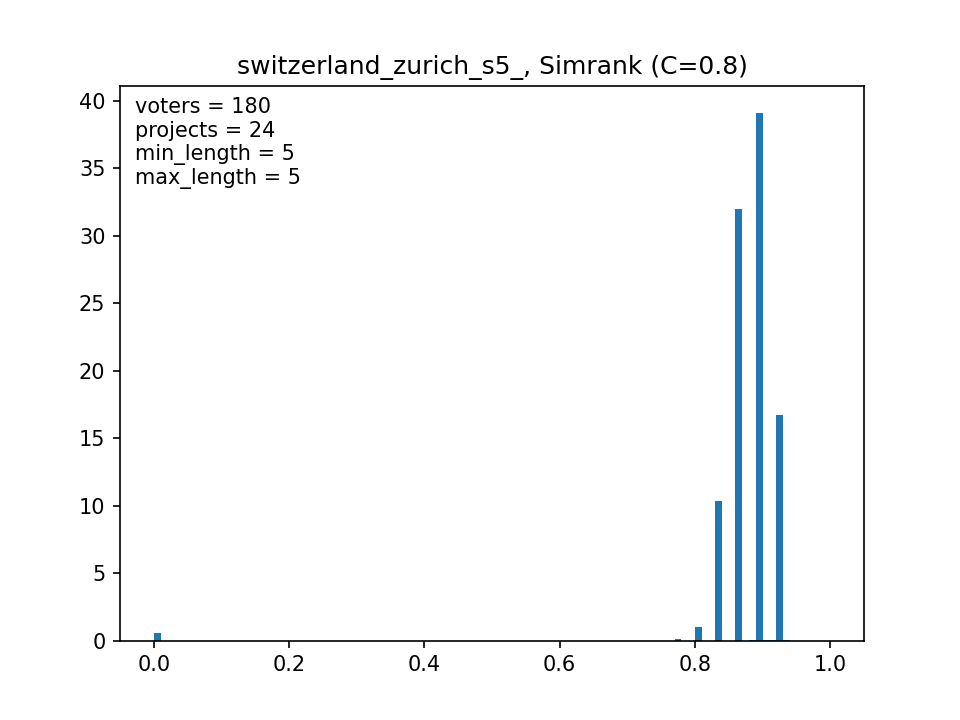 switzerland_zurich_s5_, Simrank (C=0.8)
voters = 180
projects = 24
min_length = 5
max_length = 5
40
35
30
25
20
15
10
5
0
0.0 0.2 0.4 0.6 0.8 1.0